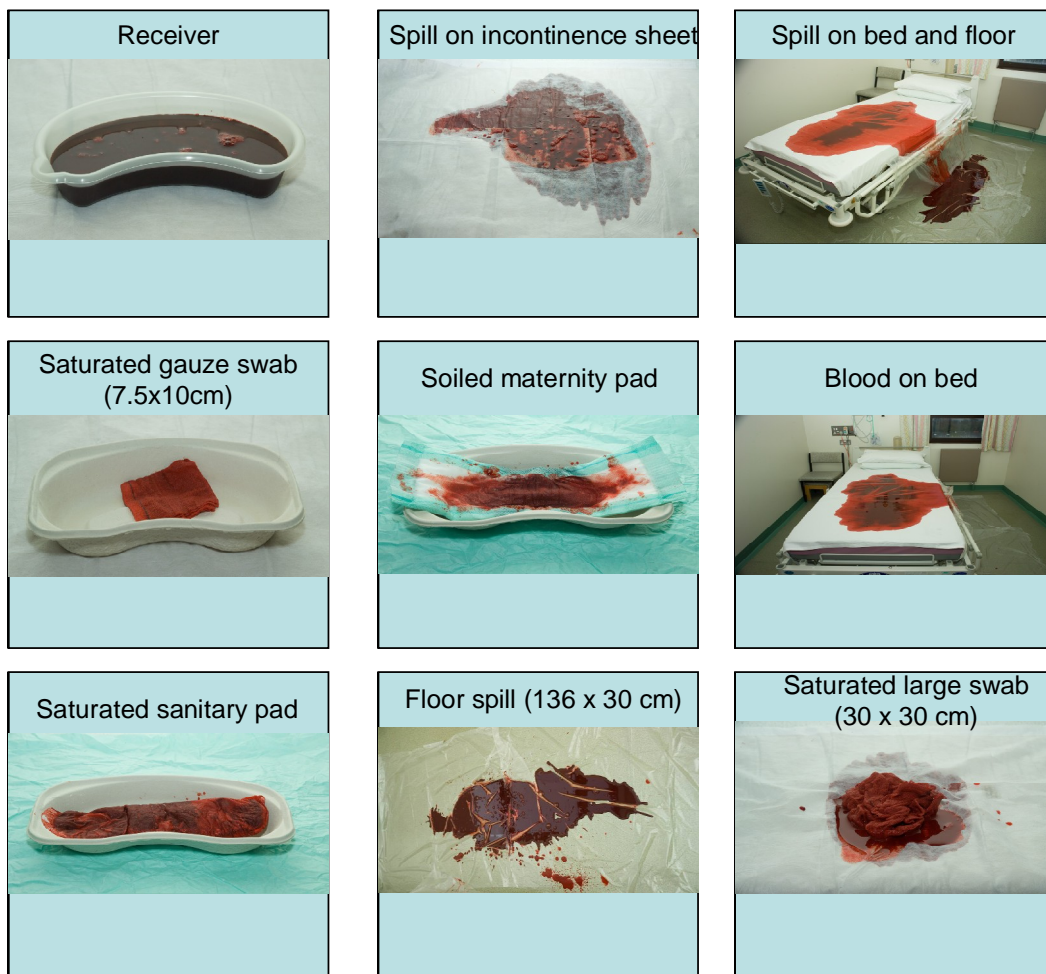 Receiver
Spill on incontinence sheet
Spill on bed and floor
Saturated gauze swab
(7.5x10cm)
Soiled maternity pad
Blood on bed
Saturated sanitary pad
Floor spill (136 x 30 cm)
Saturated large swab
(30 x 30 cm)